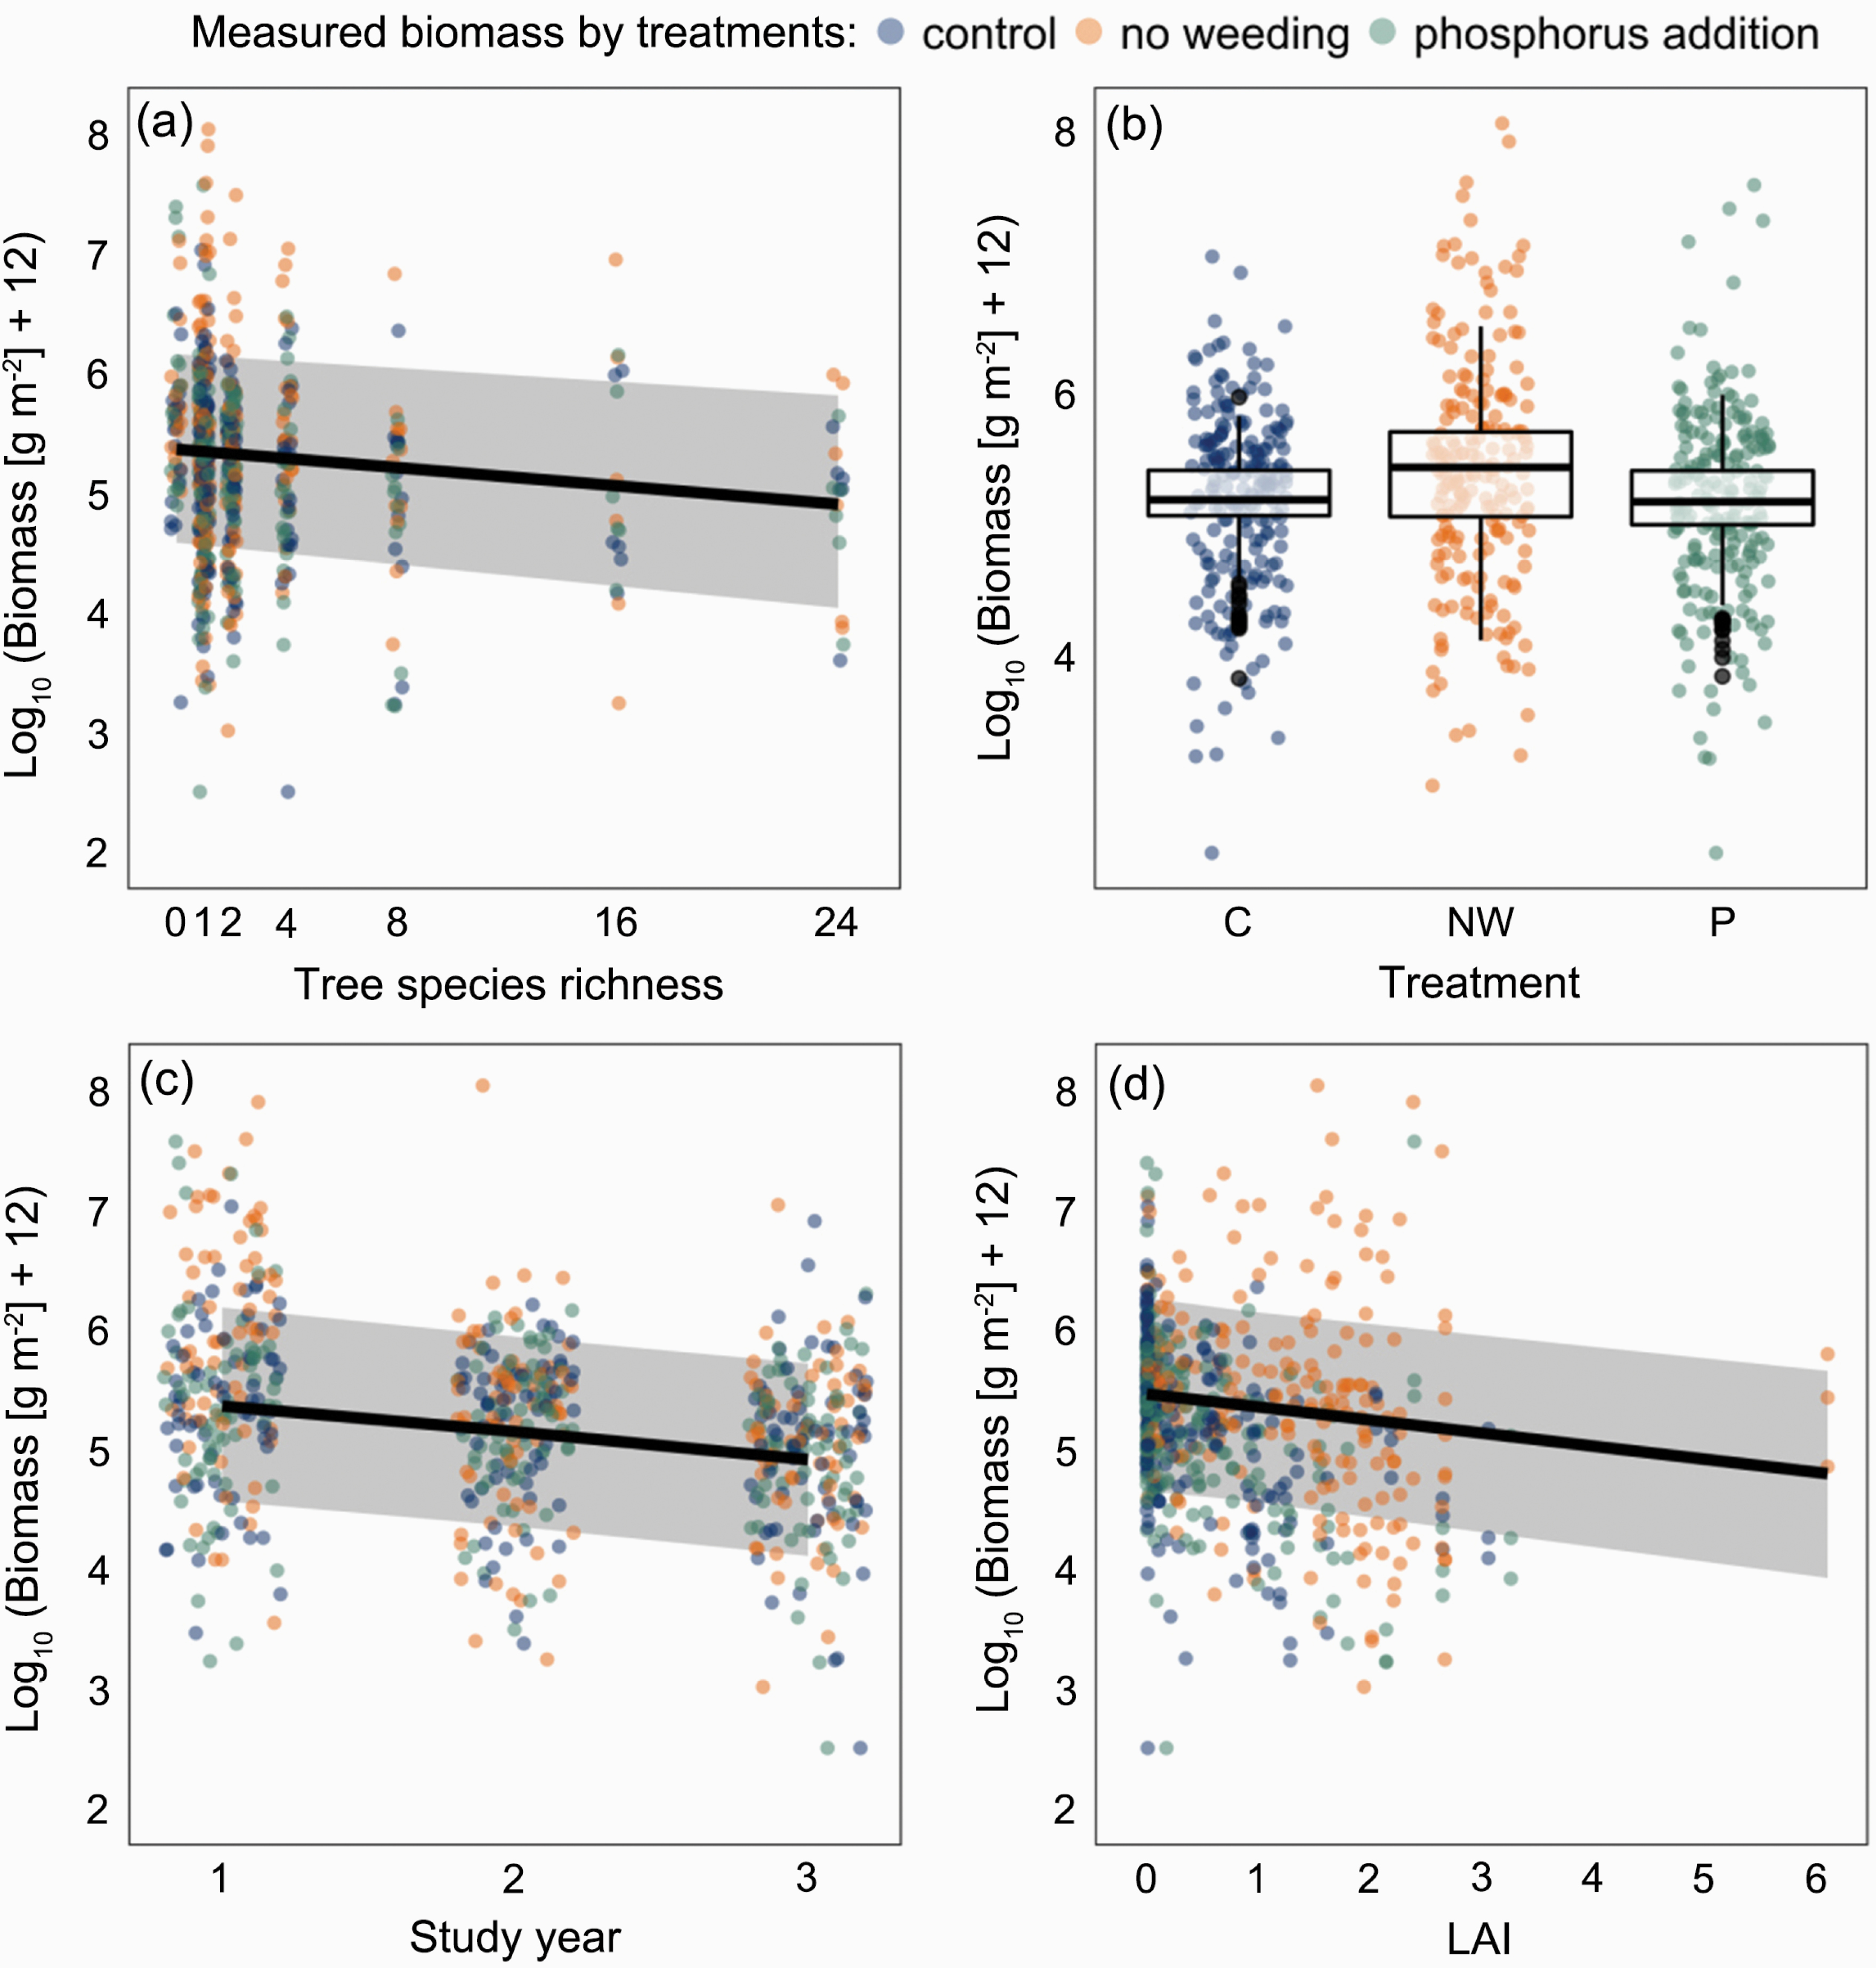 Measured biomass by treatments: control no weeding phosphorus addition
(a)
8
7
6
5
4
3
2
Log10 (Biomass [g m-2] + 12)
0 1 2 4 8 16 24
Tree species richness
(b)
8
6
4
Log10 (Biomass [g m-2] + 12)
C NW P
Treatment
(c)
8
7
6
5
4
3
2
Log10 (Biomass [g m-2] + 12)
1 2 3
Study year
(d)
8
7
6
5
4
3
2
Log10 (Biomass [g m-2] + 12)
0 1 2 3 4 5 6
LAI